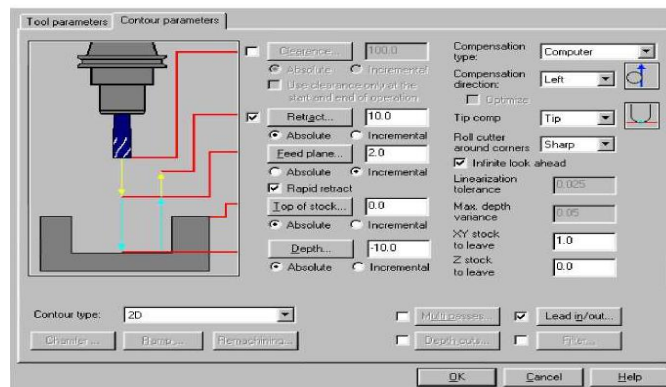 Tool parameters Contour parameters
Clearance... 100.0
Absolute Incremental
Use clearance only at the
start and end of operation
Retract... 10.0
Absolute Incremental
Feed plane... 2.0
Absolute Incremental
Rapid retract
Top of stock... 0.0
Absolute Incremental
Depth... -10.0
Absolute Incremental
Compensation
type: Computer
Compensation
direction: Left
Optimize
Tip comp Tip
Roll cutter
around corners Sharp
Infinite look ahead
Linearization
tolerance 0.025
Max. depth
variance 0.05
XY stock
to leave 1.0
Z stock
to leave 0.0
Contour type: 2D
Chamfer... Ramp... Remachining...
Multi passes... Lead in/out...
Depth cuts... Filter...
OK Cancel Help